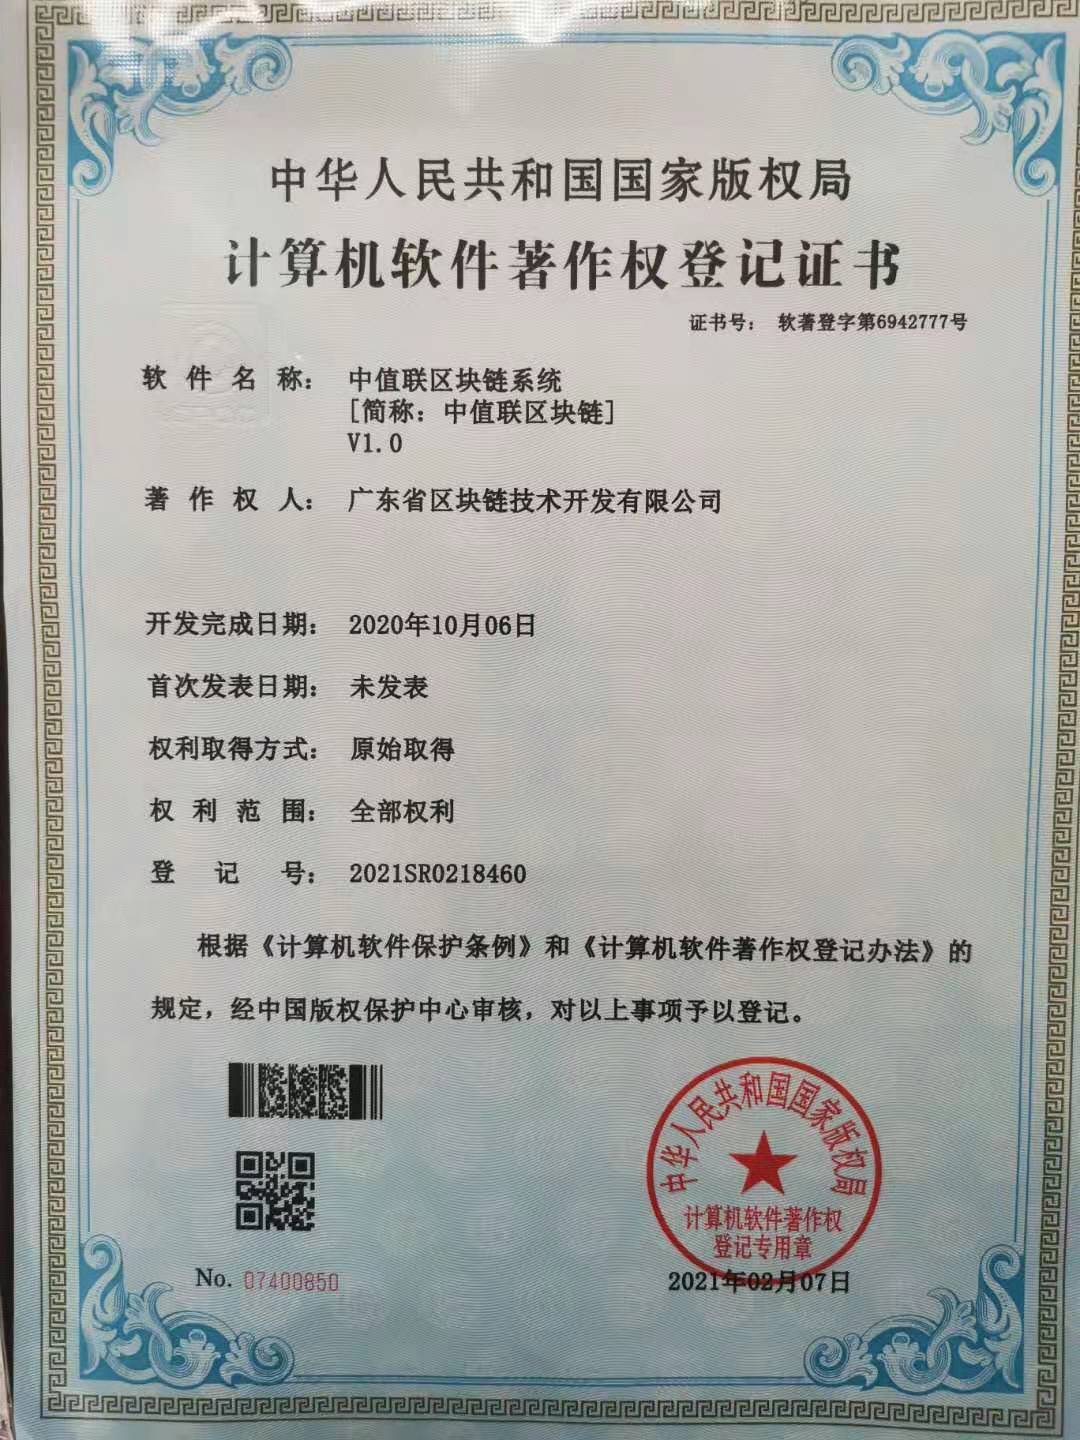 中华人民共和国国家版权局
计算机软件著作权登记证书
证书号： 软著登字第6942777号
软件名称： 中值联区块链系统
[简称：中值联区块链]
V1.0
著作权人： 广东省区块链技术开发有限公司
开发完成日期： 2020年10月06日
首次发表日期： 未发表
权利取得方式： 原始取得
权利范围： 全部权利
登记号： 2021SR0218460
根据《计算机软件保护条例》和《计算机软件著作权登记办法》的
规定，经中国版权保护中心审核，对以上事项予以登记。
中华人民共和国国家版权局
计算机软件著作权
登记专用章
No. 07400850
2021年02月07日